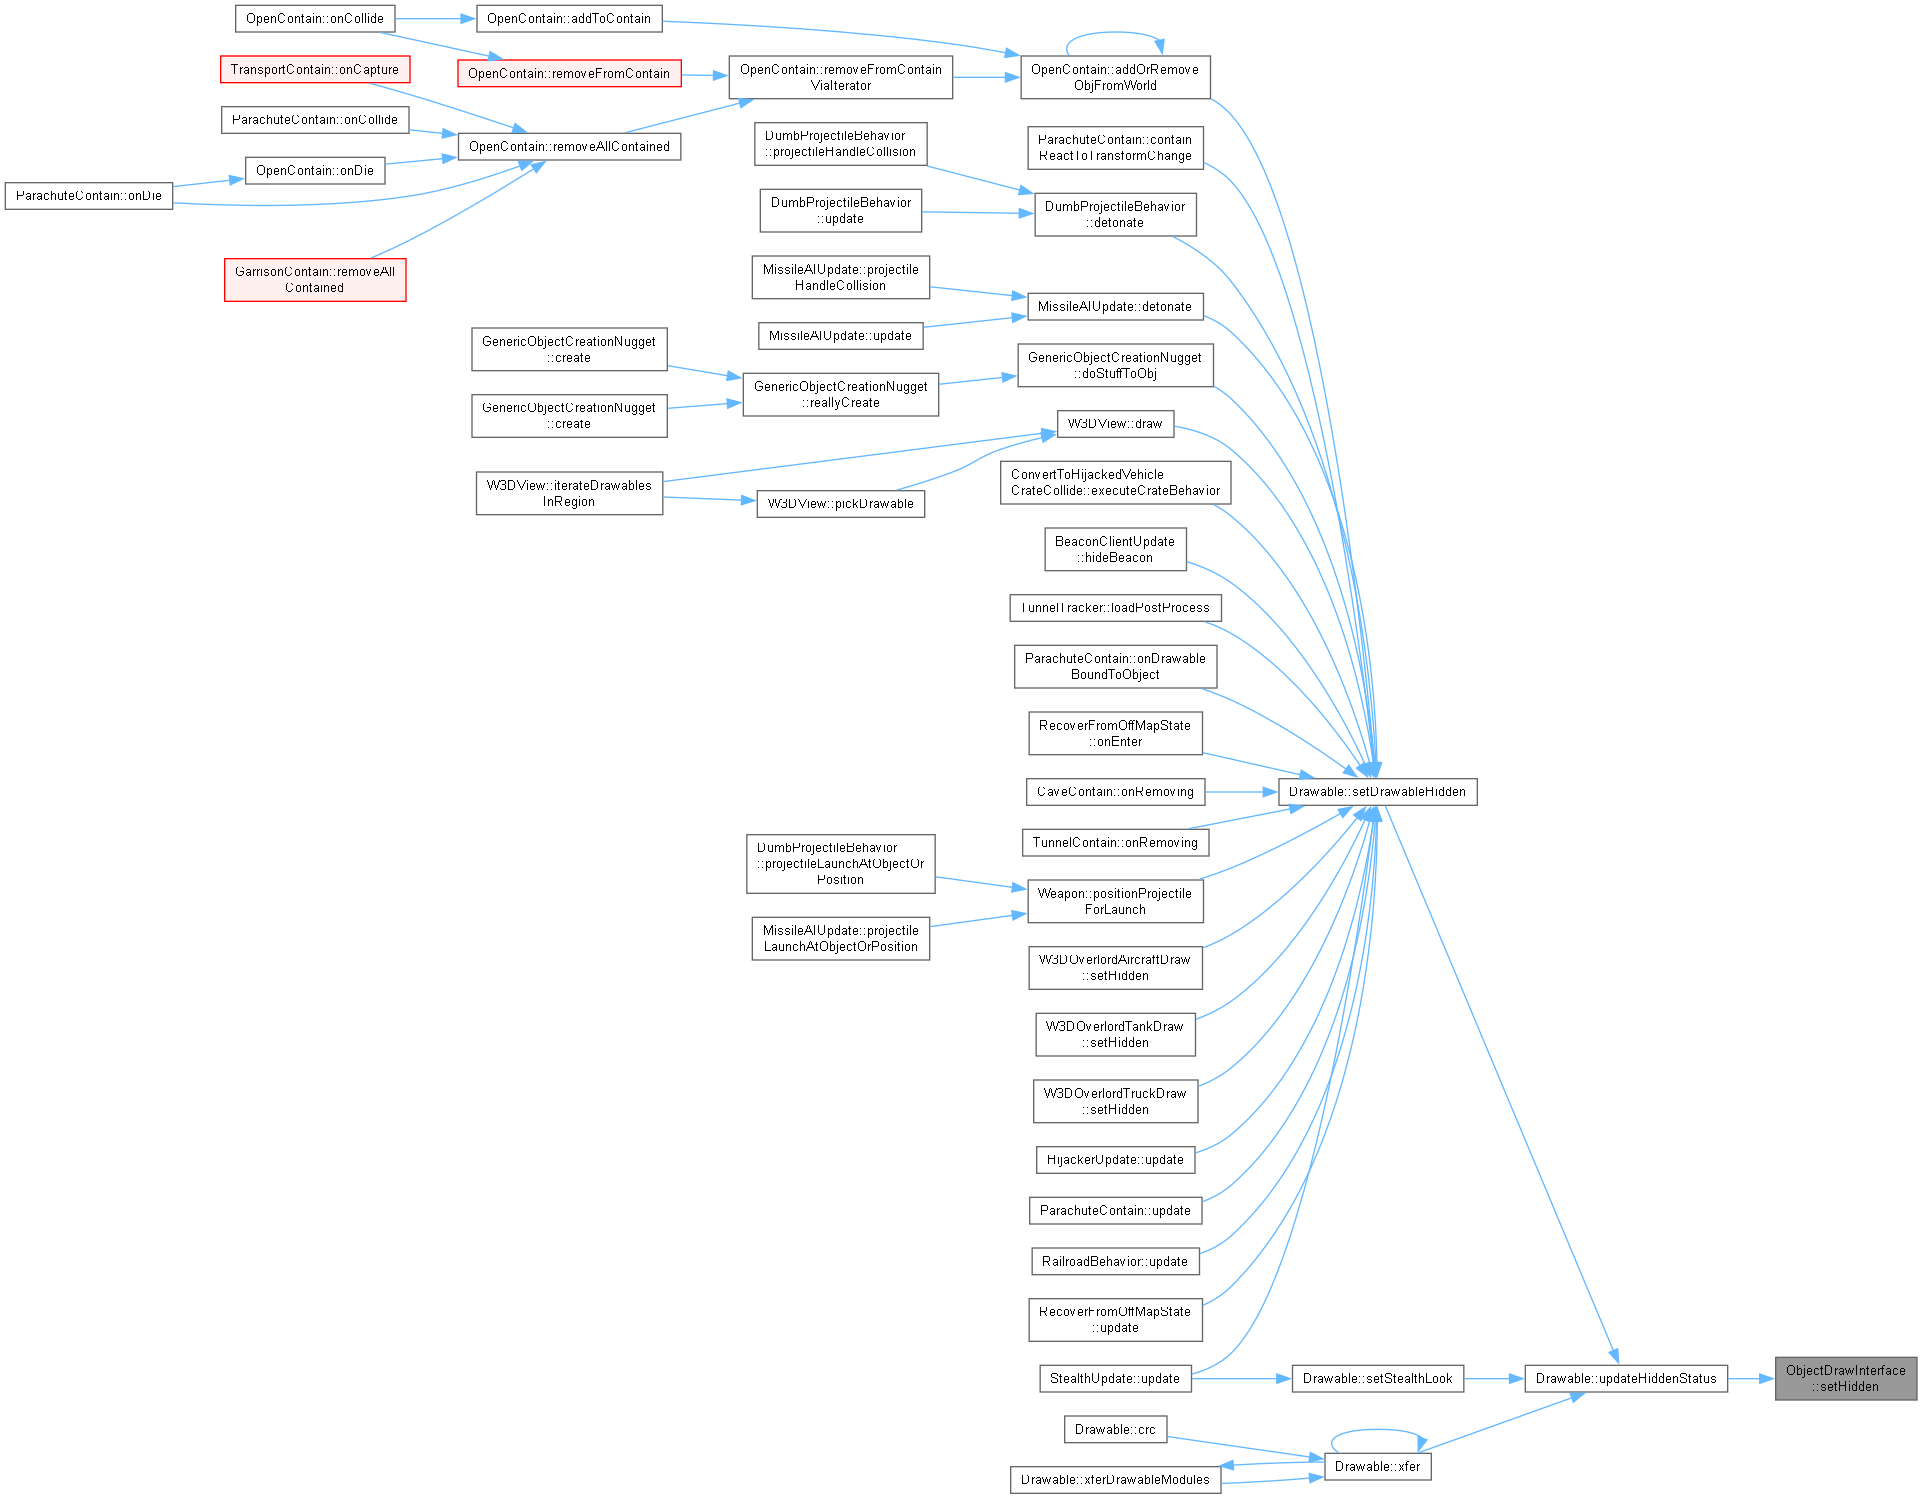 OpenContain::onCollide
OpenContain::addToContain
TransportContain::onCapture
OpenContain::removeFromContain
OpenContain::removeFromContain
ViaIterator
OpenContain::addOrRemove
ObjFromWorld
ParachuteContain::onCollide
OpenContain::removeAllContained
OpenContain::onDie
ParachuteContain::onDie
GarrisonContain::removeAll
Contained
DumbProjectileBehavior
::projectileHandleCollision
ParachuteContain::contain
ReactToTransformChange
DumbProjectileBehavior
::update
DumbProjectileBehavior
::detonate
MissileAIUpdate::projectile
HandleCollision
MissileAIUpdate::detonate
MissileAIUpdate::update
GenericObjectCreationNugget
::create
GenericObjectCreationNugget
::doStuffToObj
GenericObjectCreationNugget
::reallyCreate
GenericObjectCreationNugget
::create
W3DView::draw
W3DView::iterateDrawables
InRegion
W3DView::pickDrawable
ConvertToHijackedVehicle
CrateCollide::executeCrateBehavior
BeaconClientUpdate
::hideBeacon
TunnelTracker::loadPostProcess
ParachuteContain::onDrawable
BoundToObject
RecoverFromOffMapState
::onEnter
CaveContain::onRemoving
Drawable::setDrawableHidden
TunnelContain::onRemoving
DumbProjectileBehavior
::projectileLaunchAtObjectOr
Position
Weapon::positionProjectile
ForLaunch
MissileAIUpdate::projectile
LaunchAtObjectOrPosition
W3DOverlordAircraftDraw
::setHidden
W3DOverlordTankDraw
::setHidden
W3DOverlordTruckDraw
::setHidden
HijackerUpdate::update
ParachuteContain::update
RailroadBehavior::update
RecoverFromOffMapState
::update
StealthUpdate::update
Drawable::setStealthLook
Drawable::updateHiddenStatus
ObjectDrawInterface
::setHidden
Drawable::crc
Drawable::xfer
Drawable::xferDrawableModules